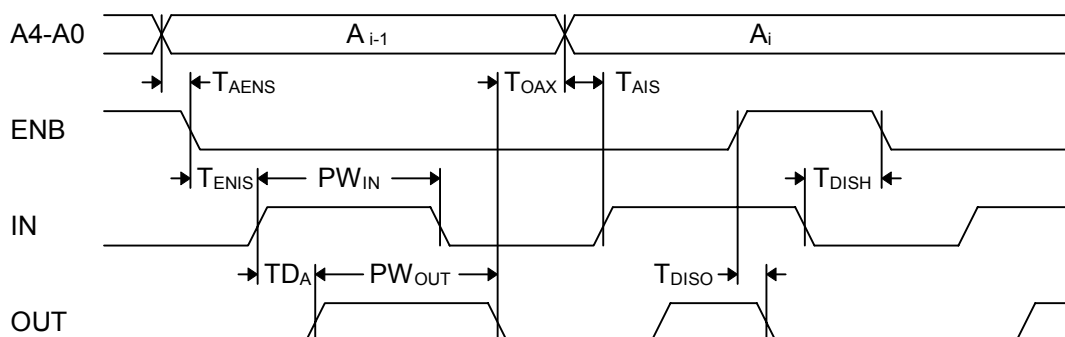 A4-A0 A i-1 Ai
TAENS TOAX TAIS
ENB
TENIS PWIN TDISH
IN
TDA PWOUT TDISO
OUT